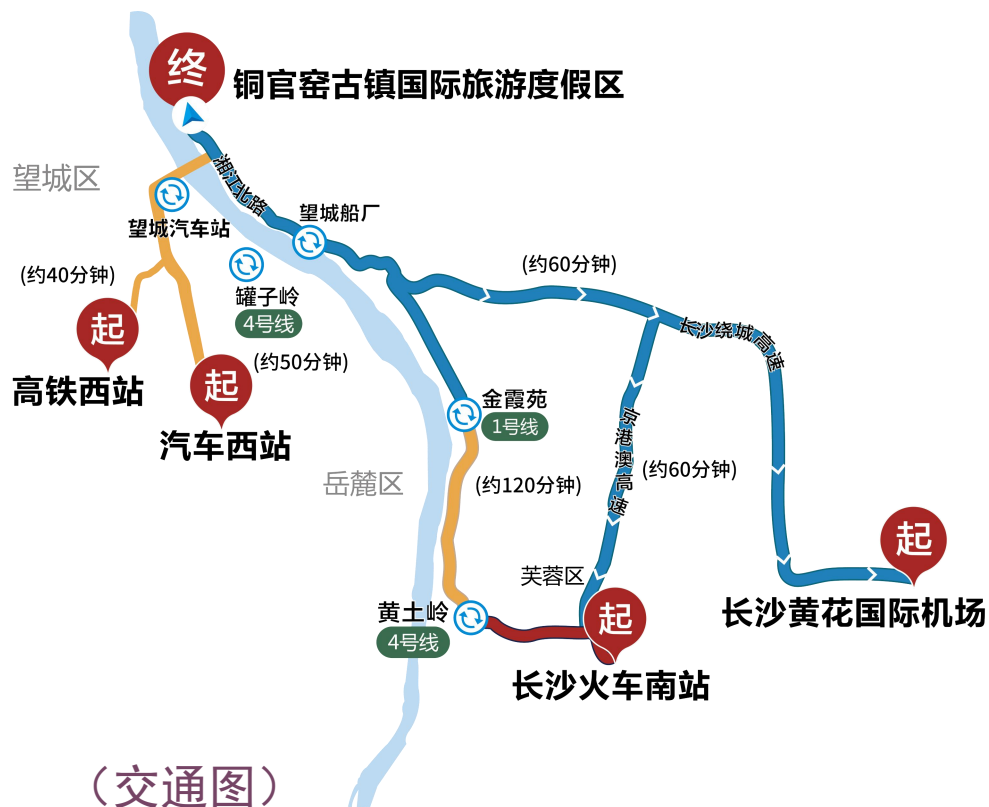 终
铜官窑古镇国际旅游度假区
望城区
湘江北路
望城船厂
望城汽车站
(约60分钟)
(约40分钟)
罐子岭
4号线
长沙绕城高速
起
高铁西站
(约50分钟)
起
汽车西站
金霞苑
1号线
京港澳高速
岳麓区
(约120分钟)
(约60分钟)
起
长沙黄花国际机场
芙蓉区
黄土岭
4号线
起
长沙火车南站
（交通图）